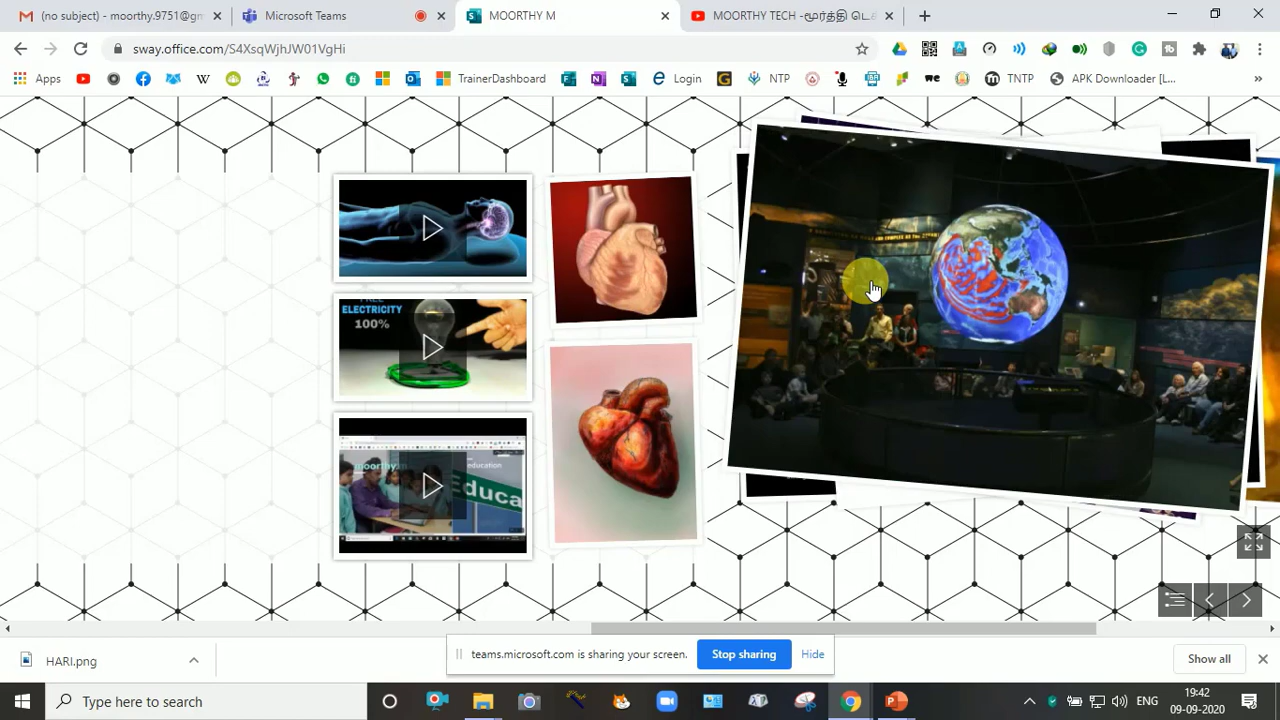 (no subject) - moorthy.9751@gm
Microsoft Teams
MOORTHY M
MOORTHY TECH -
sway.office.com/S4XsqWjhJW01VgHi
Apps
TrainerDashboard
Login
NTP
TNTP
APK Downloader [L...
FREE
ELECTRICITY
100%
moorthy
education
Educa
teams.microsoft.com is sharing your screen.
Stop sharing
Hide
HARI.png
Show all
Type here to search
ENG
19:42
09-09-2020